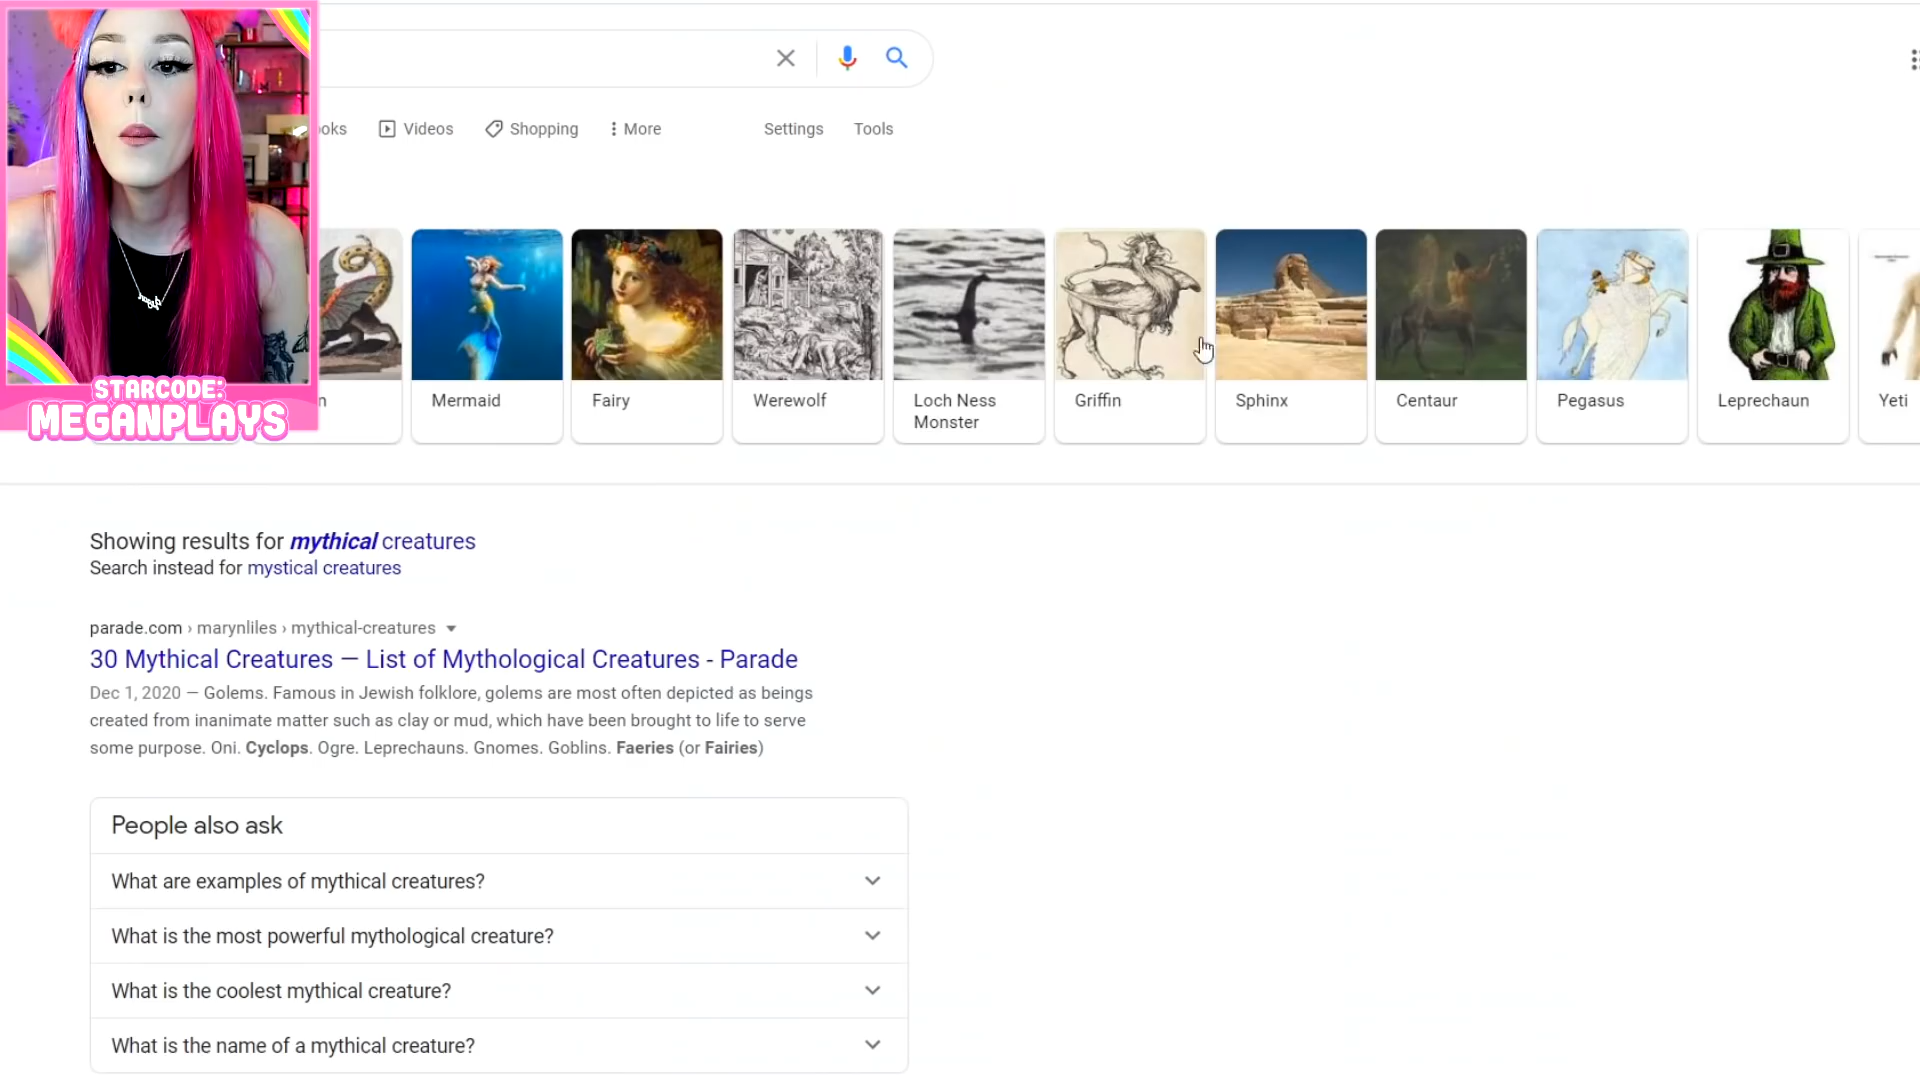 ooks
Videos
Shopping
More
Settings
Tools
STARCODE:
MEGANPLAYS
n
Mermaid
Fairy
Werewolf
Loch Ness
Monster
Griffin
Sphinx
Centaur
Pegasus
Leprechaun
Yeti
Showing results for mythical creatures
Search instead for mystical creatures
parade.com › marynliles › mythical-creatures
30 Mythical Creatures — List of Mythological Creatures - Parade
Dec 1, 2020 — Golems. Famous in Jewish folklore, golems are most often depicted as beings
created from inanimate matter such as clay or mud, which have been brought to life to serve
some purpose. Oni. Cyclops. Ogre. Leprechauns. Gnomes. Goblins. Faeries (or Fairies)
People also ask
What are examples of mythical creatures?
What is the most powerful mythological creature?
What is the coolest mythical creature?
What is the name of a mythical creature?